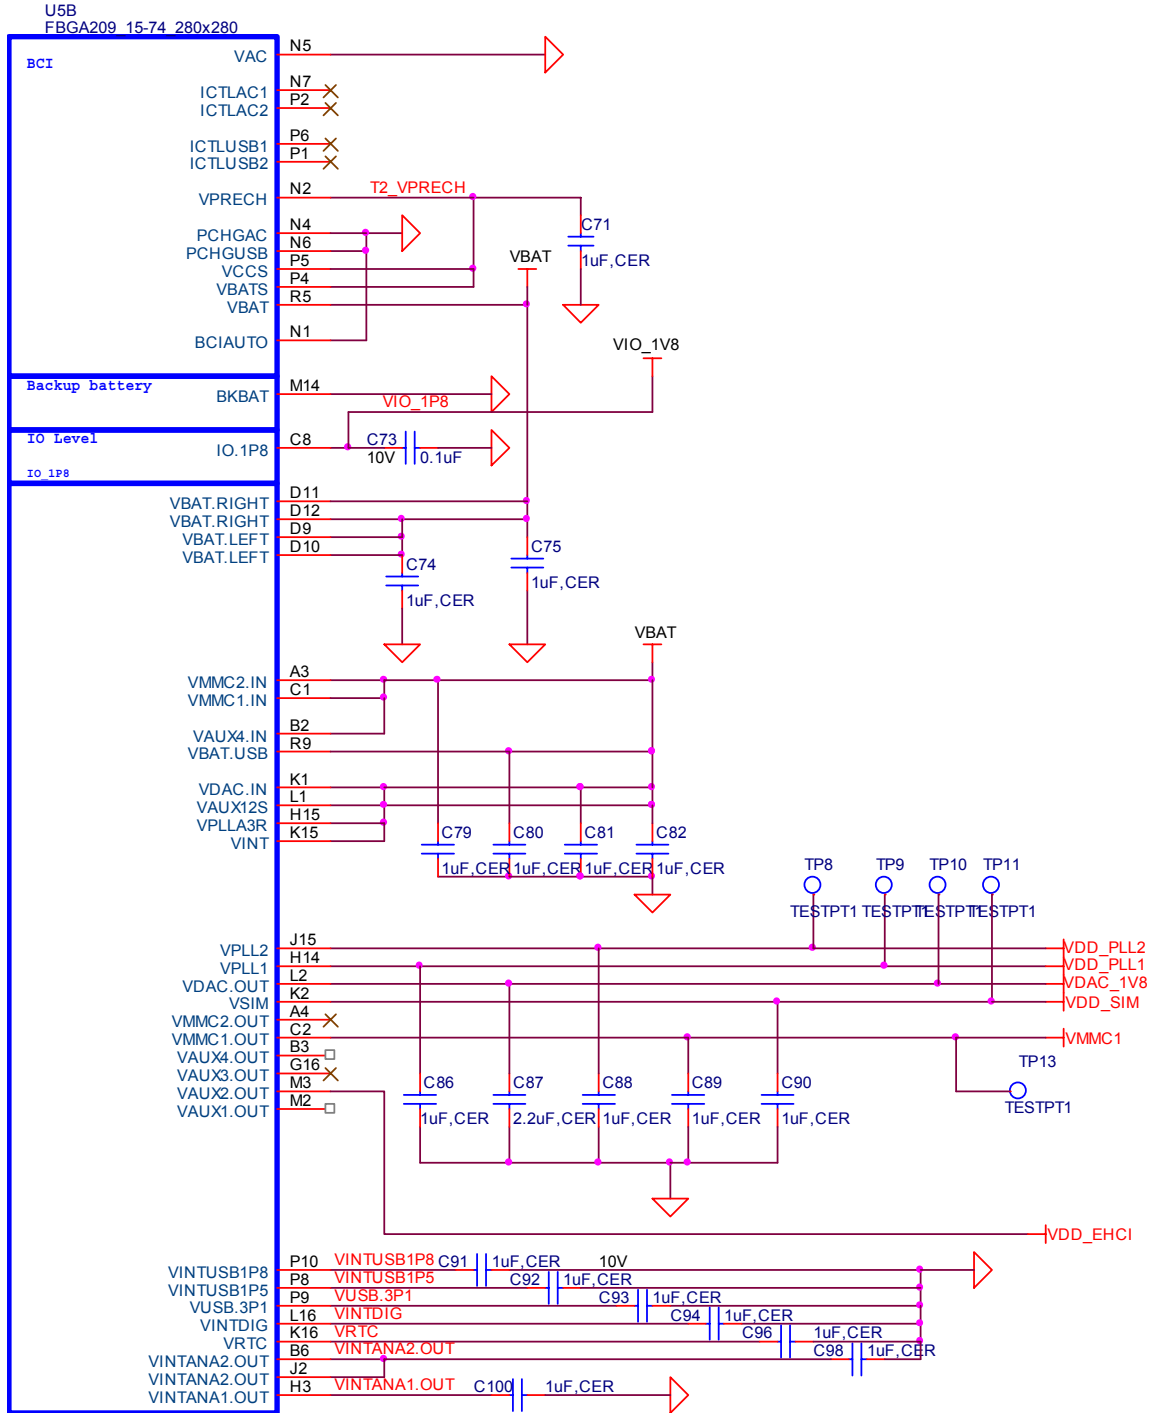 U5B
FBGA209 15-74 280x280
BCI
VAC N5
ICTLAC1 N7
ICTLAC2 P2
ICTLUSB1 P6
ICTLUSB2 P1
VPRECH N2 T2_VPRECH
C71
1uF,CER
PCHGAC N4
PCHGUSB N6
VCCS P5
VBATS P4
VBAT R5
VBAT
BCIAUTO N1
VIO_1V8
Backup battery
BKBAT M14
VIO_1P8
IO Level
IO.1P8 C8
IO_1P8
C73
10V 0.1uF
VBAT.RIGHT D11
VBAT.RIGHT D12
VBAT.LEFT D9
VBAT.LEFT D10
C74
1uF,CER
C75
1uF,CER
VBAT
VMMC2.IN A3
VMMC1.IN C1
VAUX4.IN B2
VBAT.USB R9
VDAC.IN K1
VAUX12S L1
VPLLA3R H15
VINT K15
C79 C80 C81 C82
1uF,CER 1uF,CER 1uF,CER 1uF,CER
TP8 TP9 TP10 TP11
TESTPT1 TESTPT1 TESTPT1 TESTPT1
VPLL2 J15 VDD_PLL2
VPLL1 H14 VDD_PLL1
VDAC.OUT L2 VDAC_1V8
VSIM K2 VDD_SIM
VMMC2.OUT A4
VMMC1.OUT C2 VMMC1
VAUX4.OUT B3
VAUX3.OUT G16
VAUX2.OUT M3
VAUX1.OUT M2
TP13
TESTPT1
C86 C87 C88 C89 C90
1uF,CER 2.2uF,CER 1uF,CER 1uF,CER 1uF,CER
VDD_EHCI
VINTUSB1P8 P10 VINTUSB1P8 C91 1uF,CER 10V
VINTUSB1P5 P8 VINTUSB1P5 C92 1uF,CER
VUSB.3P1 P9 VUSB.3P1 C93 1uF,CER
VINTDIG L16 VINTDIG C94 1uF,CER
VRTC K16 VRTC C96 1uF,CER
VINTANA2.OUT B6 VINTANA2.OUT C98 1uF,CER
VINTANA2.OUT J2
VINTANA1.OUT H3 VINTANA1.OUT C100 1uF,CER